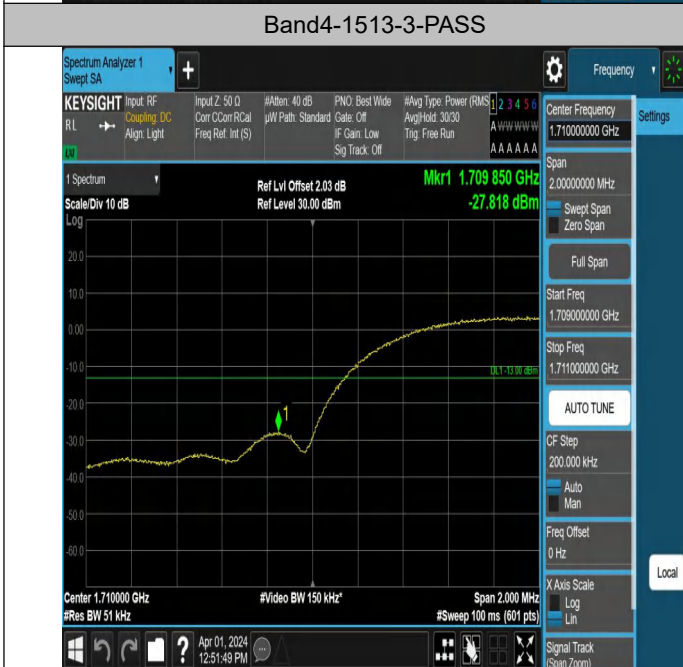 Band4-1513-3-PASS
Spectrum Analyzer 1
Swept SA
+
Frequency
KEYSIGHT
RL
Input: RF
Coupling: DC
Align: Light
Input Z: 50 Ω
Corr CCorr RCal
Freq Ref: Int (S)
#Atten: 40 dB
µW Path: Standard
PNO: Best Wide
Gate: Off
IF Gain: Low
Sig Track: Off
#Avg Type: Power (RMS
Avg|Hold: 30/30
Trig: Free Run
1 2 3 4 5 6
A W W W W W
A A A A A A
Center Frequency
1.710000000 GHz
Settings
Span
2.00000000 MHz
Swept Span
Zero Span
Full Span
Start Freq
1.709000000 GHz
Stop Freq
1.711000000 GHz
AUTO TUNE
CF Step
200.000 kHz
Auto
Man
Freq Offset
0 Hz
X Axis Scale
Log
Lin
Signal Track
(Span Zoom)
Local
1 Spectrum
Scale/Div 10 dB
Log
Ref Lvl Offset 2.03 dB
Ref Level 30.00 dBm
Mkr1 1.709 850 GHz
-27.818 dBm
20.0
10.0
0.00
-10.0
DL1 -13.00 dBm
-20.0
1
-30.0
-40.0
-50.0
-60.0
Center 1.710000 GHz
#Res BW 51 kHz
#Video BW 150 kHz*
Span 2.000 MHz
#Sweep 100 ms (601 pts)
?
Apr 01, 2024
12:51:49 PM